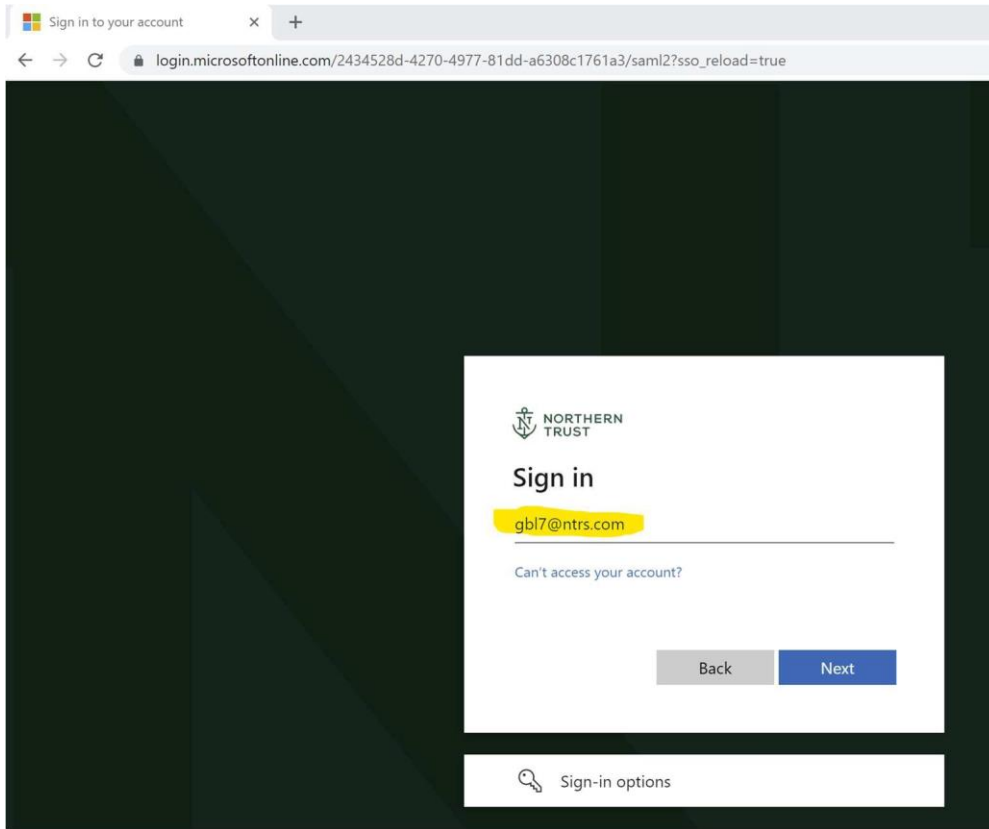 Sign in to your account
login.microsoftonline.com/2434528d-4270-4977-81dd-a6308c1761a3/saml2?sso_reload=true
NORTHERN
TRUST
Sign in
gbl7@ntrs.com
Can't access your account?
Back Next
Sign-in options